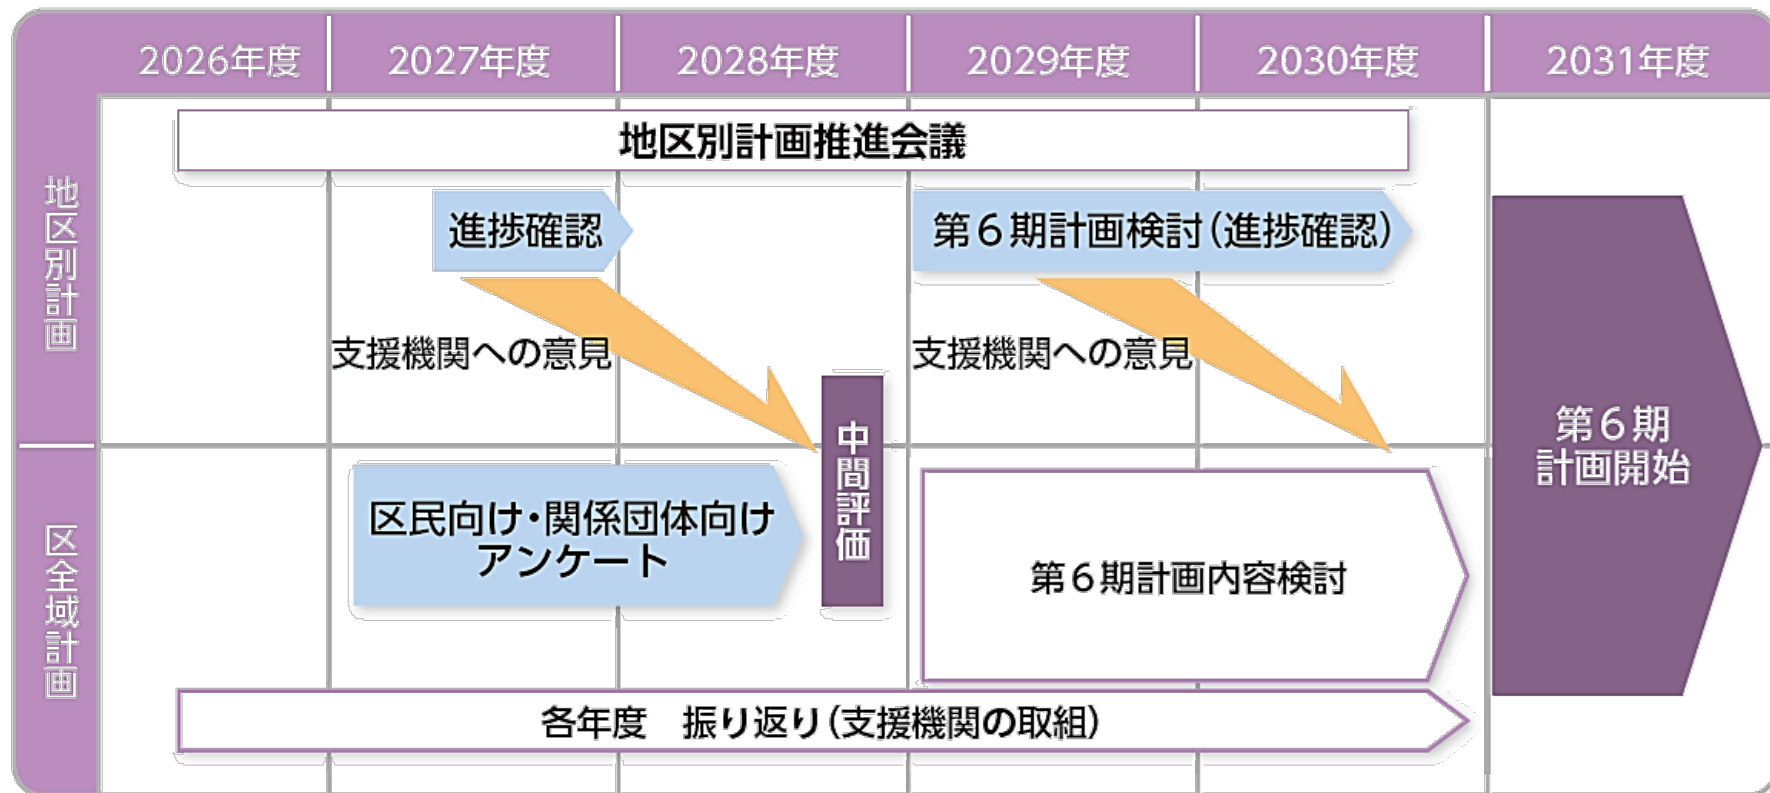 2026年度
2027年度
2028年度
2029年度
2030年度
2031年度
地区別計画
地区別計画推進会議
進捗確認
第6期計画検討(進捗確認)
支援機関への意見
支援機関への意見
中間評価
第6期
計画開始
区全域計画
区民向け・関係団体向け
アンケート
第6期計画内容検討
各年度　振り返り(支援機関の取組)